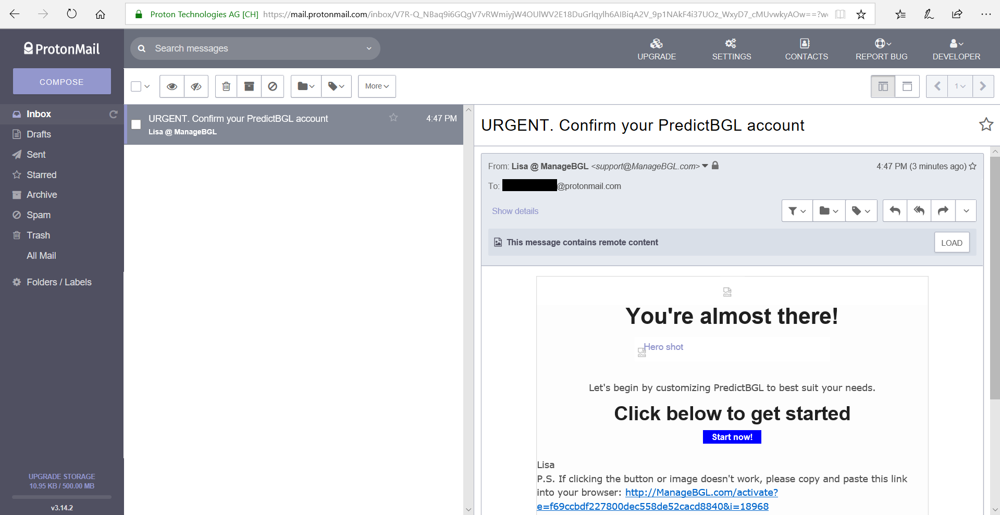 Proton Technologies AG [CH] https://mail.protonmail.com/inbox/V7R-Q_NBaq9i6GQgV7vRWmiyjW4OUlWV2E18DuGrlqylh6AIBiqA2V_9p1NAkF4i37UOz_WxyD7_cMUvwkyAOw==?w
ProtonMail
Search messages
UPGRADE
SETTINGS
CONTACTS
REPORT BUG
DEVELOPER
COMPOSE
More
1
Inbox
Drafts
Sent
Starred
Archive
Spam
Trash
All Mail
Folders / Labels
UPGRADE STORAGE
10.95 KB / 500.00 MB
v3.14.2
URGENT. Confirm your PredictBGL account
4:47 PM
Lisa @ ManageBGL
URGENT. Confirm your PredictBGL account
From: Lisa @ ManageBGL <support@ManageBGL.com>
4:47 PM (3 minutes ago)
To: @protonmail.com
Show details
This message contains remote content
LOAD
You're almost there!
Hero shot
Let's begin by customizing PredictBGL to best suit your needs.
Click below to get started
Start now!
Lisa
P.S. If clicking the button or image doesn't work, please copy and paste this link
into your browser: http://ManageBGL.com/activate?
e=f69ccbdf227800dec558de52cacd8840&i=18968